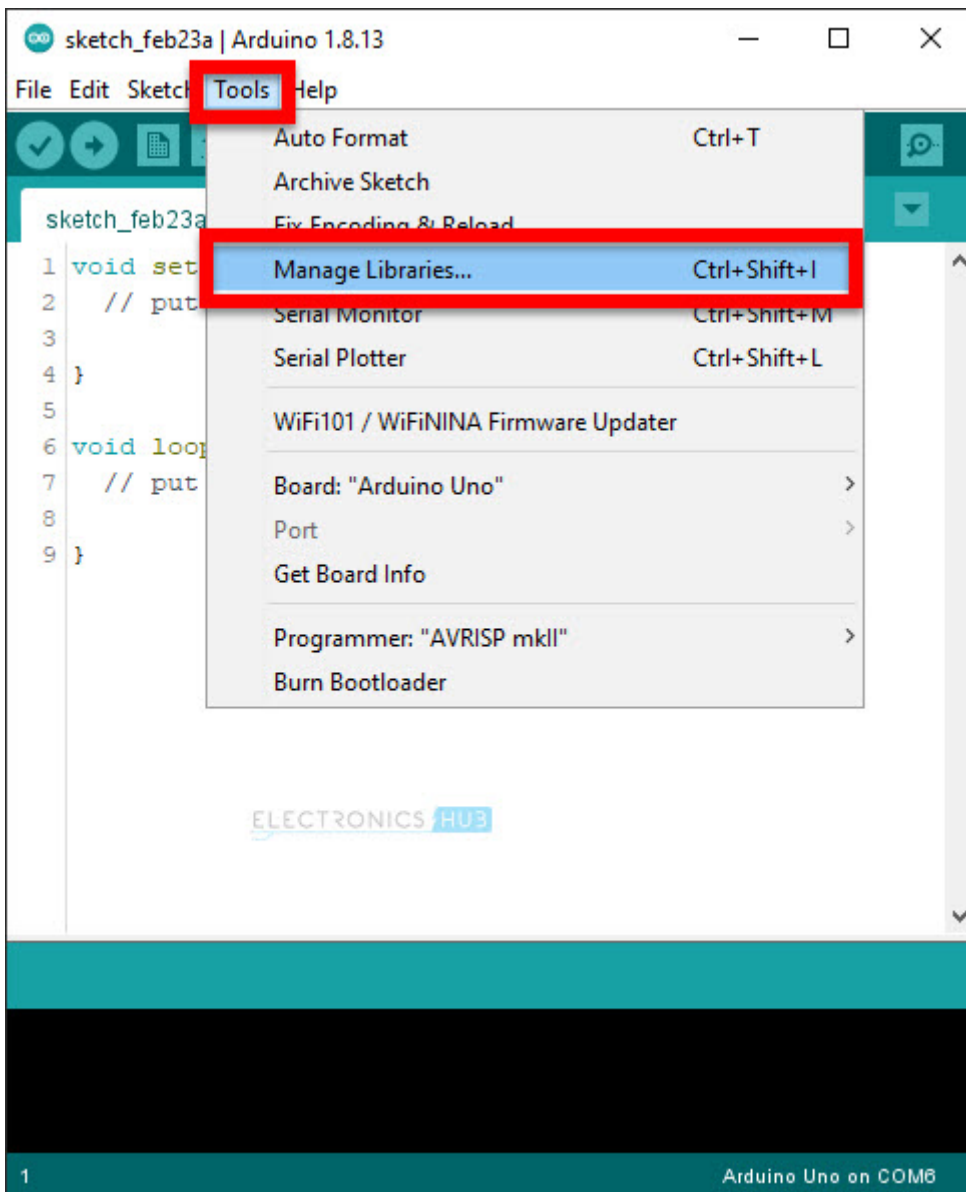 sketch_feb23a | Arduino 1.8.13
File Edit Sketch Tools Help
Auto Format Ctrl+T
Archive Sketch
sketch_feb23a
Fix Encoding & Reload
1 void set
Manage Libraries... Ctrl+Shift+I
2 // put
Serial Monitor Ctrl+Shift+M
3
Serial Plotter Ctrl+Shift+L
4 }
5
WiFi101 / WiFiNINA Firmware Updater
6 void loop
7 // put
Board: "Arduino Uno"
8
Port
9 }
Get Board Info
Programmer: "AVRISP mkII"
Burn Bootloader
ELECTRONICS HUB
1 Arduino Uno on COM6